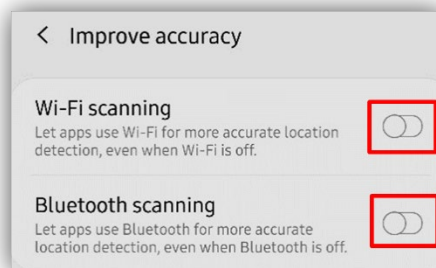 Improve accuracy
Wi-Fi scanning
Let apps use Wi-Fi for more accurate location
detection, even when Wi-Fi is off.
Bluetooth scanning
Let apps use Bluetooth for more accurate
location detection, even when Bluetooth is off.